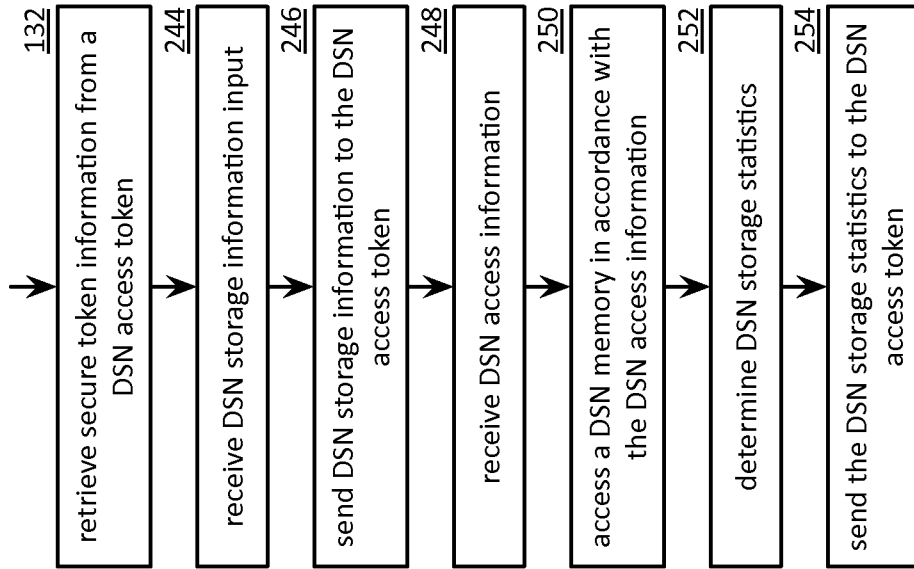 132
retrieve secure token information from a
DSN access token
244
receive DSN storage information input
246
send DSN storage information to the DSN
access token
248
receive DSN access information
250
access a DSN memory in accordance with
the DSN access information
252
determine DSN storage statistics
254
send the DSN storage statistics to the DSN
access token